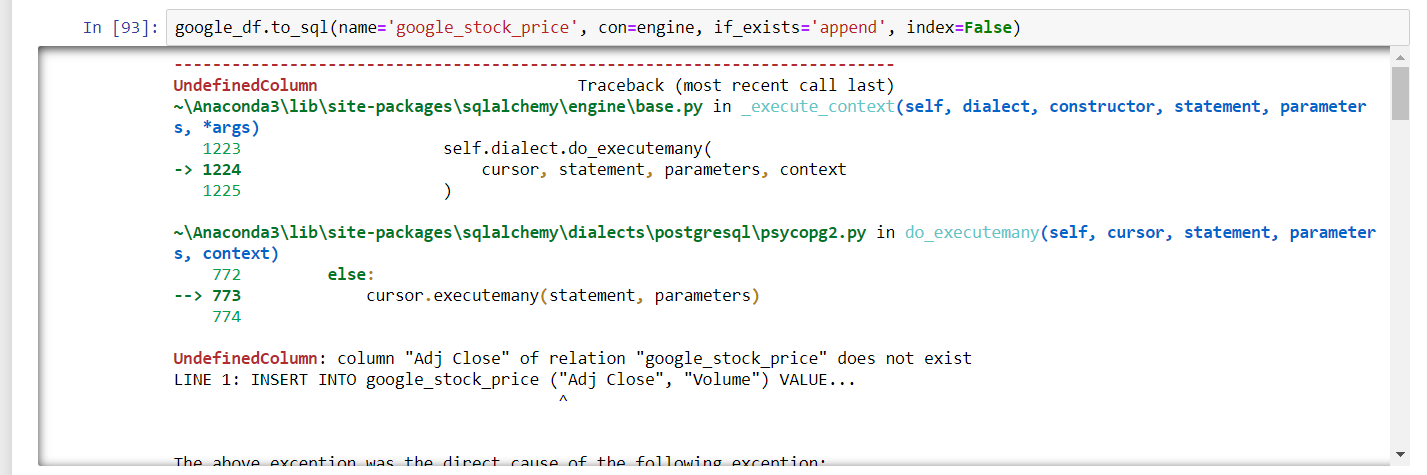 In [93]: google_df.to_sql(name='google_stock_price', con=engine, if_exists='append', index=False)
---------------------------------------------------------------------------
UndefinedColumn                           Traceback (most recent call last)
~\Anaconda3\lib\site-packages\sqlalchemy\engine\base.py in _execute_context(self, dialect, constructor, statement, parameter
s, *args)
   1223                     self.dialect.do_executemany(
-> 1224                         cursor, statement, parameters, context
   1225                     )
~\Anaconda3\lib\site-packages\sqlalchemy\dialects\postgresql\psycopg2.py in do_executemany(self, cursor, statement, parameter
s, context)
    772         else:
--> 773             cursor.executemany(statement, parameters)
    774
UndefinedColumn: column "Adj Close" of relation "google_stock_price" does not exist
LINE 1: INSERT INTO google_stock_price ("Adj Close", "Volume") VALUE...
                                        ^
The above exception was the direct cause of the following exception: